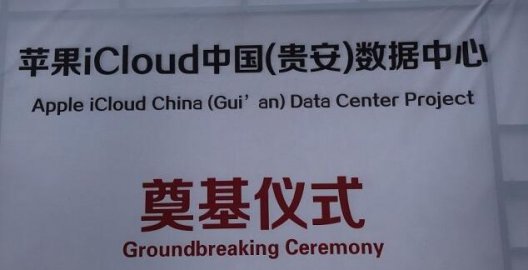 苹果iCloud中国(贵安)数据中心
Apple iCloud China (Gui' an) Data Center Project
奠基仪式
Groundbreaking Ceremony